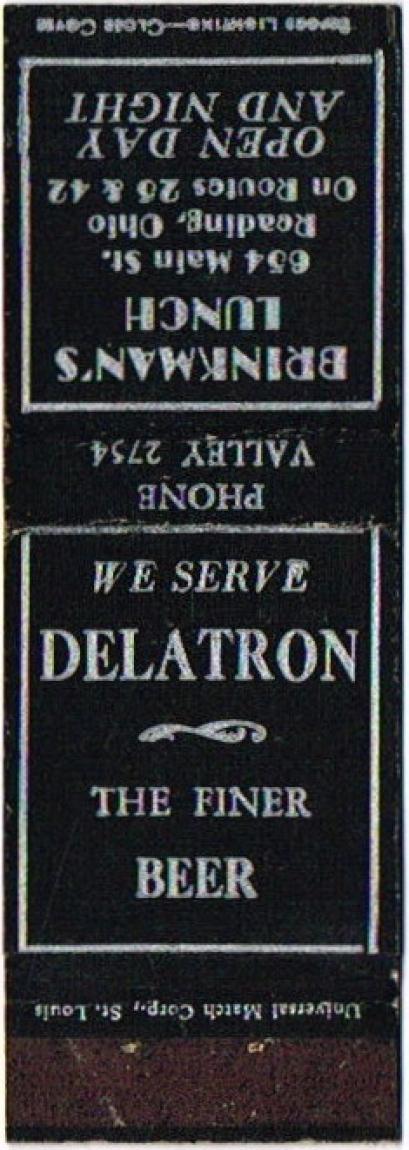 WE SERVE
DELATRON
THE FINER
BEER
Universal Match Corp., St. Louis
PHONE
VALLEY 2754
BRINKMAN'S
LUNCH
654 Main St.
Reading, Ohio
On Routes 25 & 42
OPEN DAY
AND NIGHT
Before Lighting—Close Cover